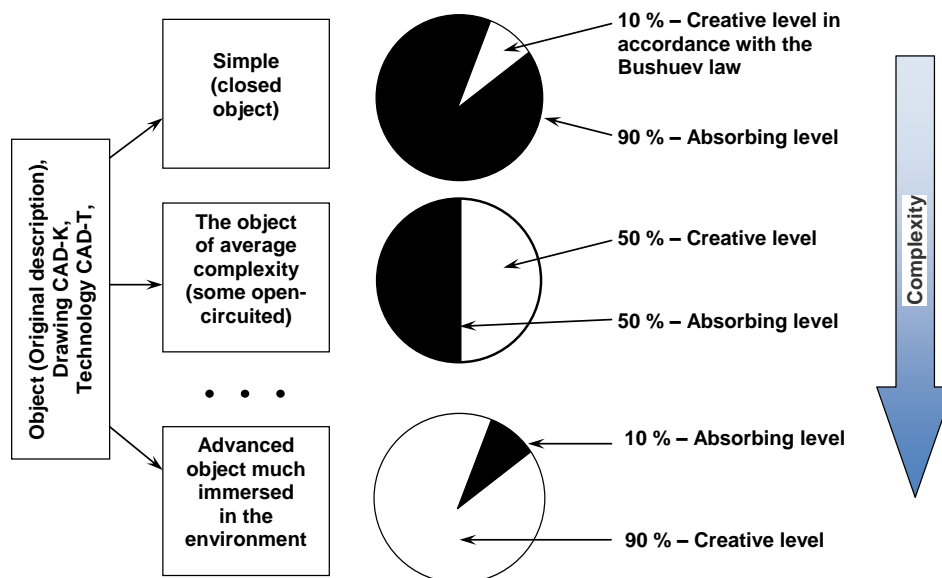 Object (Original description),
Drawing CAD-K,
Technology CAD-T,
Simple
(closed
object)
10 % – Creative level in
accordance with the
Bushuev law
90 % – Absorbing level
The object
of average
complexity
(some open-
circuited)
50 % – Creative level
50 % – Absorbing level
• • •
Advanced
object much
immersed
in the
environment
10 % – Absorbing level
90 % – Creative level
Complexity